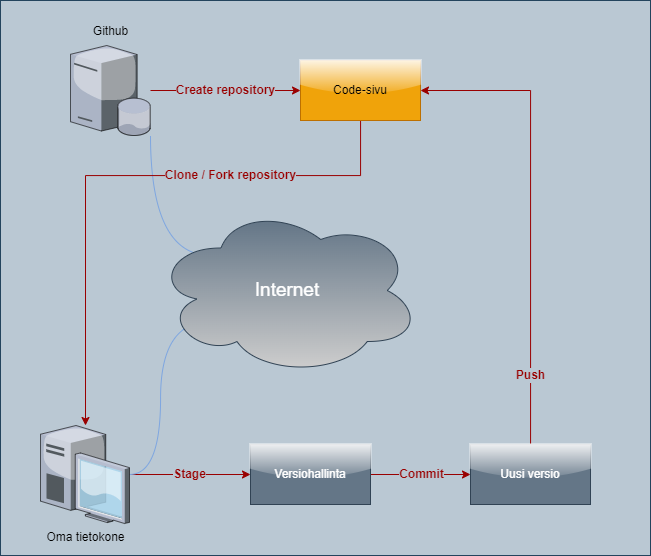 Github
Create repository
Code-sivu
Clone / Fork repository
Internet
Push
Stage
Versiohallinta
Commit
Uusi versio
Oma tietokone